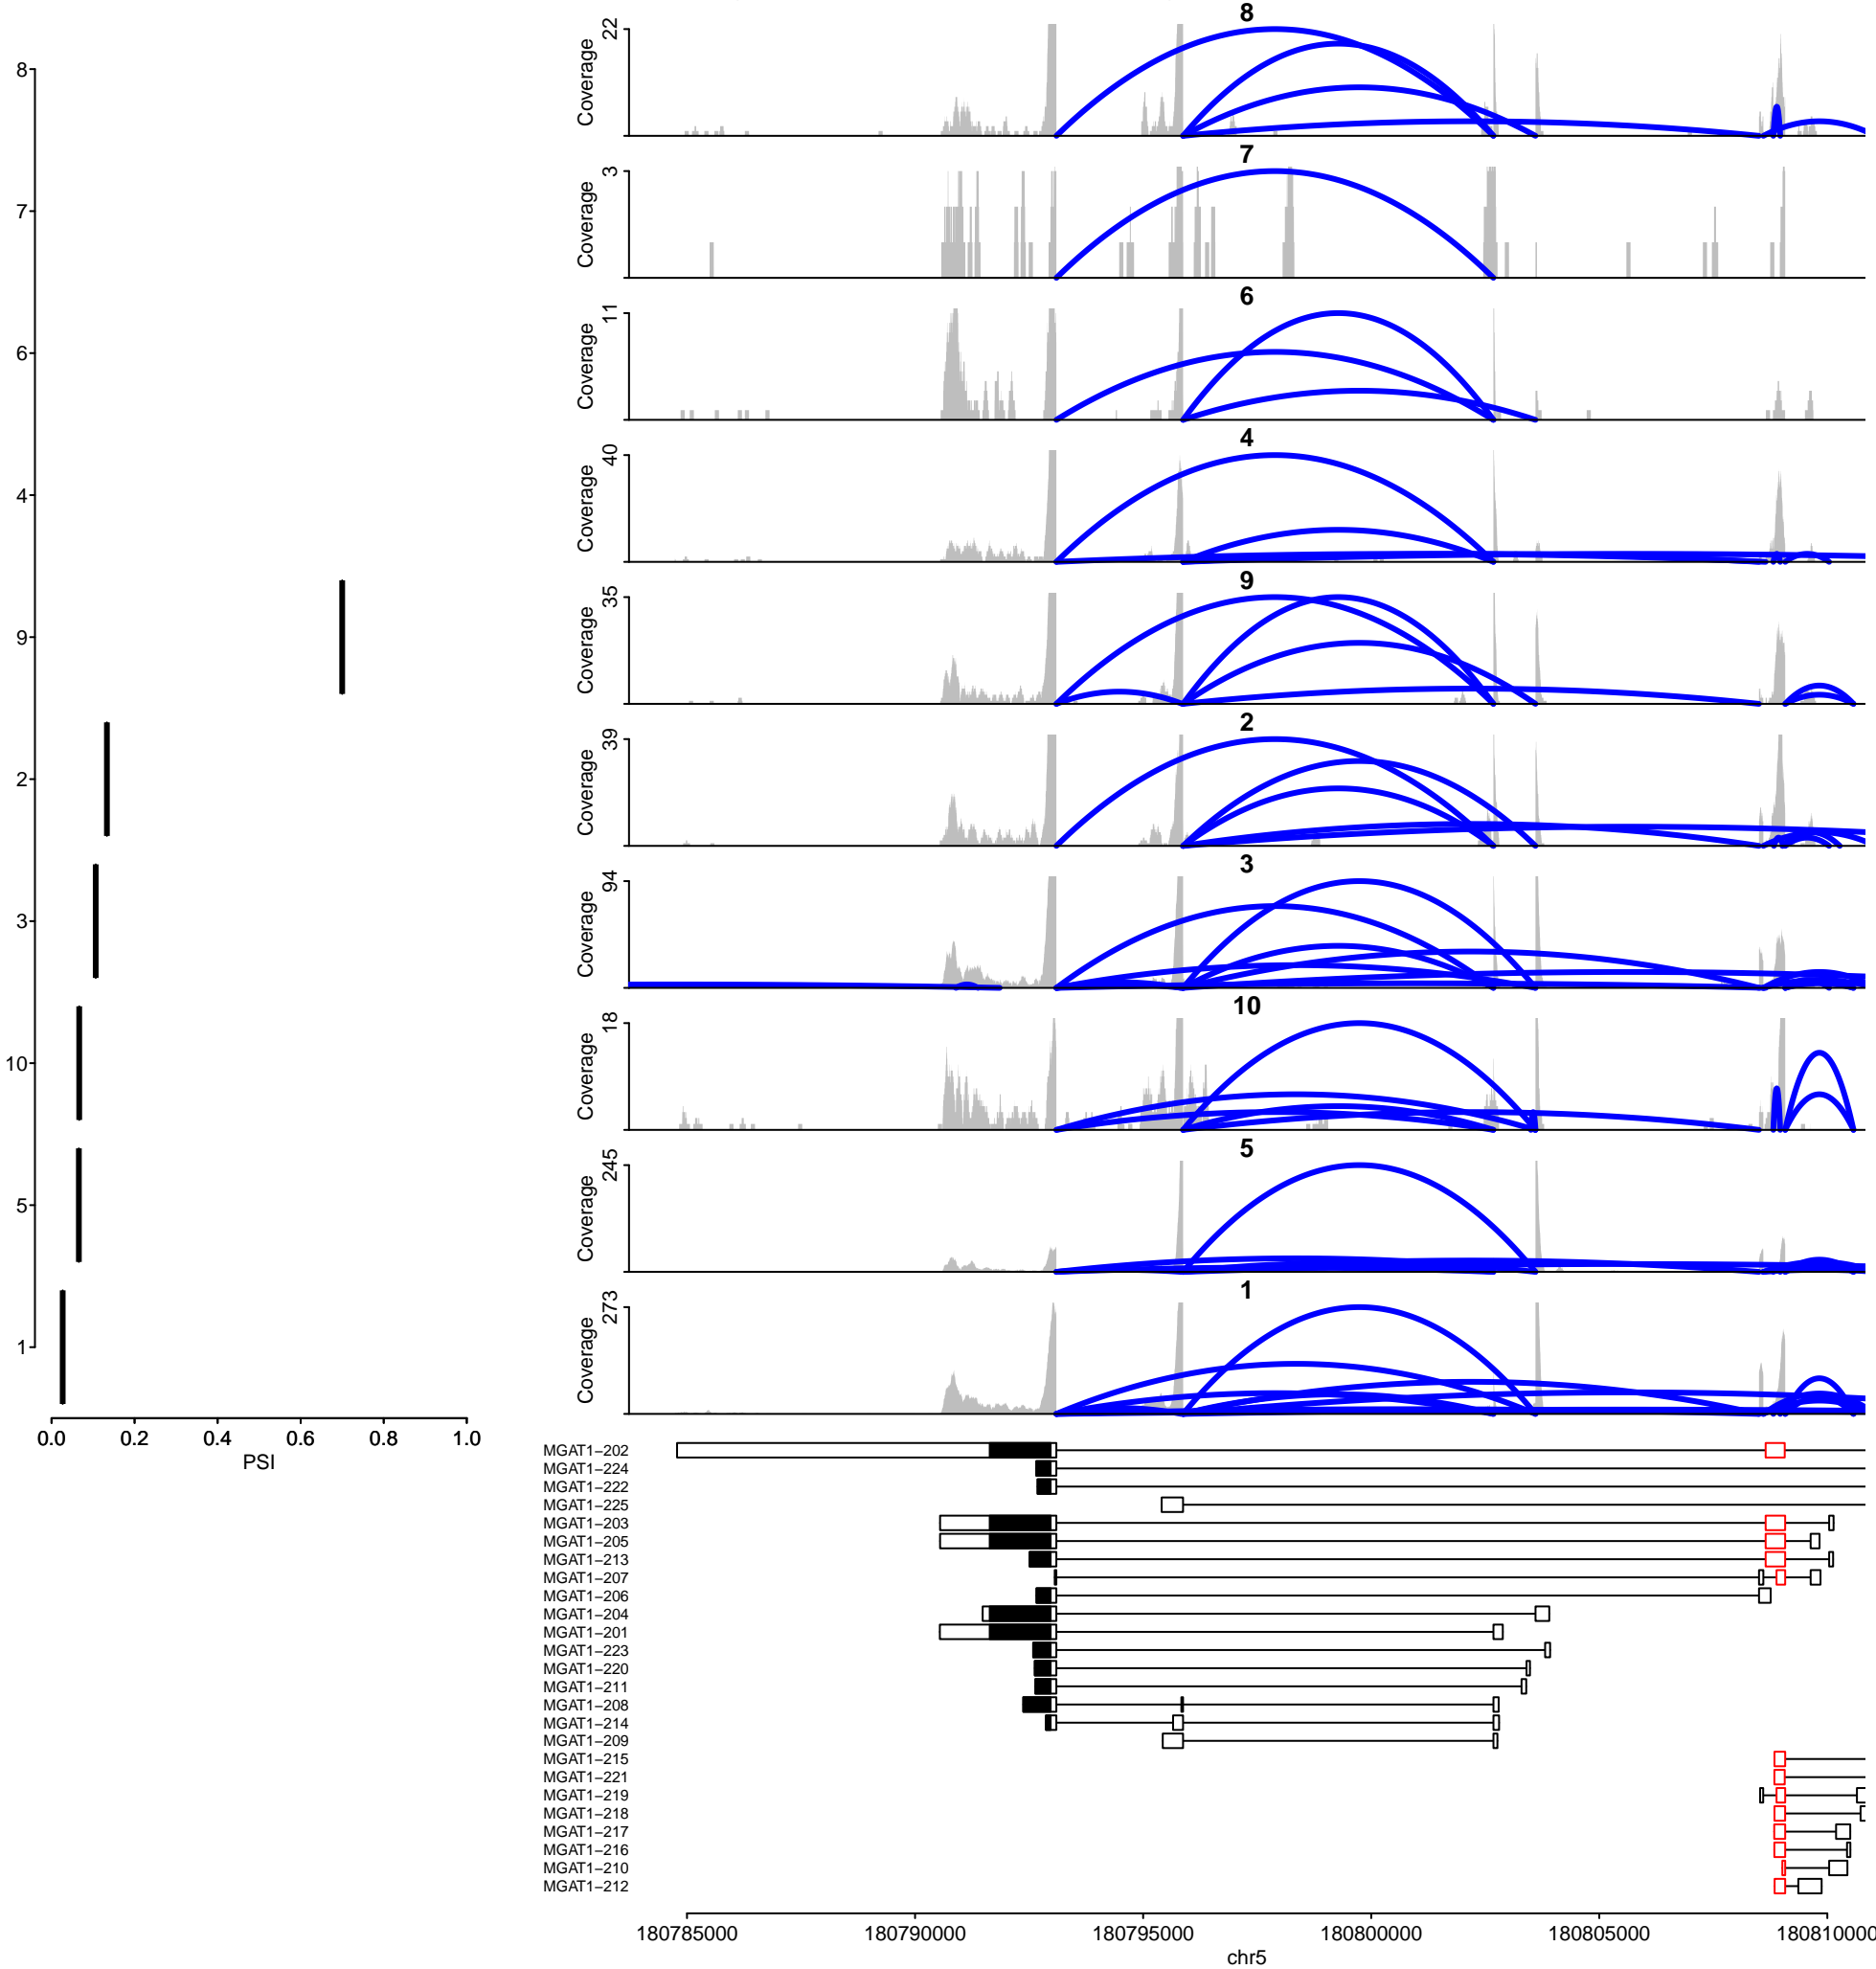 8
7
6
4
9
2
3
10
5
1
0.0 0.2 0.4 0.6 0.8 1.0
PSI
8
Coverage 22
7
Coverage 3
6
Coverage 11
4
Coverage 40
9
Coverage 35
2
Coverage 39
3
Coverage 94
10
Coverage 18
5
Coverage 245
1
Coverage 273
MGAT1−202
MGAT1−224
MGAT1−222
MGAT1−225
MGAT1−203
MGAT1−205
MGAT1−213
MGAT1−207
MGAT1−206
MGAT1−204
MGAT1−201
MGAT1−223
MGAT1−220
MGAT1−211
MGAT1−208
MGAT1−214
MGAT1−209
MGAT1−215
MGAT1−221
MGAT1−219
MGAT1−218
MGAT1−217
MGAT1−216
MGAT1−210
MGAT1−212
180785000 180790000 180795000 180800000 180805000 180810000
chr5